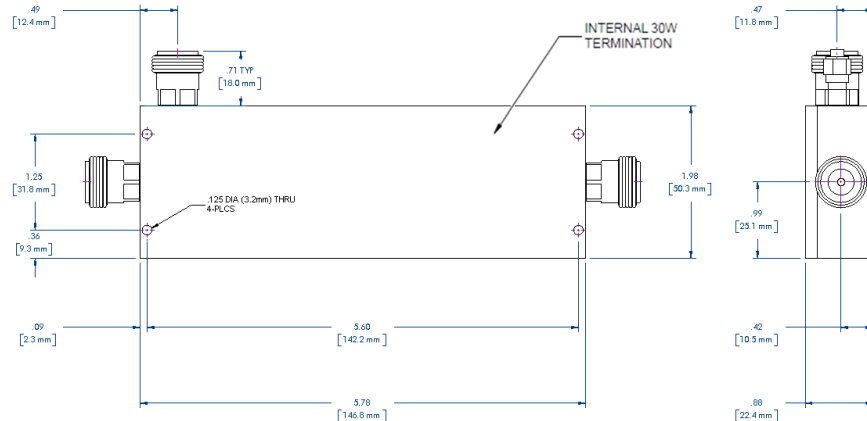 .49
[12.4 mm]
.47
[11.8 mm]
INTERNAL 30W
TERMINATION
.71 TYP
[18.0 mm]
1.25
[31.8 mm]
1.98
[50.3 mm]
.125 DIA (3.2mm) THRU
4-PLCS
.99
[25.1 mm]
.36
[9.3 mm]
.09
[2.3 mm]
5.60
[142.2 mm]
.42
[10.5 mm]
5.78
[146.8 mm]
.88
[22.4 mm]